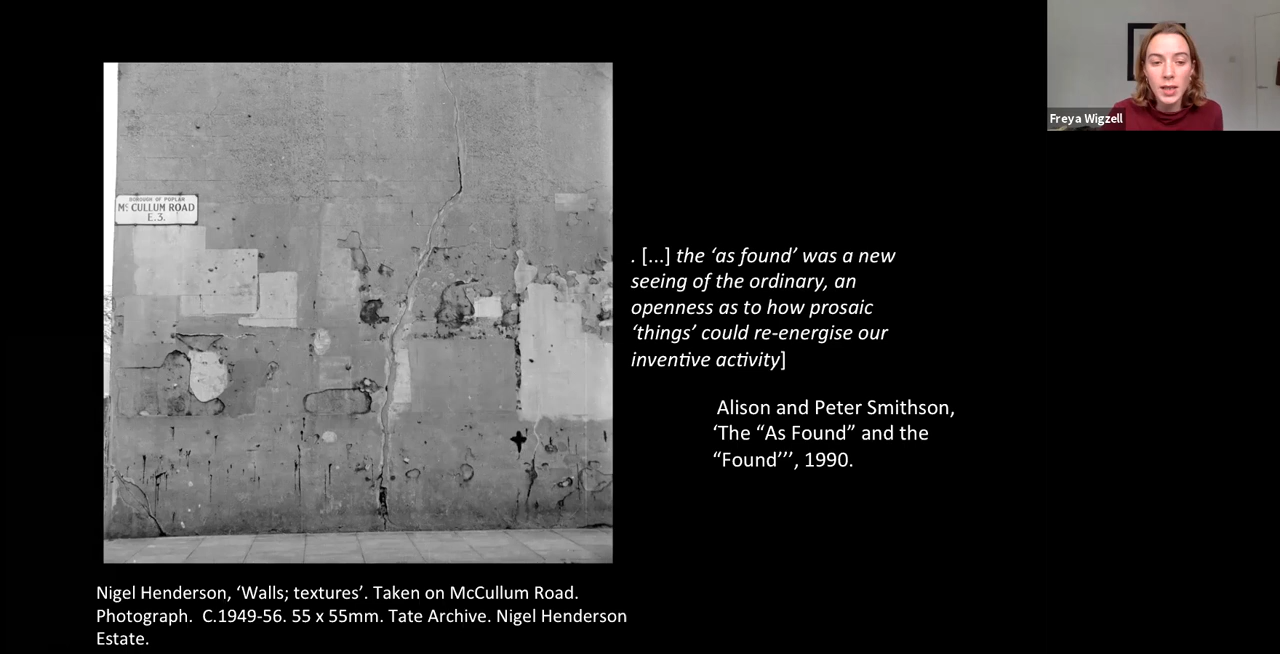 Freya Wigzell
BOROUGH OF POPLAR
Mc CULLUM ROAD
E.3.
. [...] the ‘as found’ was a new
seeing of the ordinary, an
openness as to how prosaic
‘things’ could re-energise our
inventive activity]
Alison and Peter Smithson,
‘The “As Found” and the
“Found”’, 1990.
Nigel Henderson, ‘Walls; textures’. Taken on McCullum Road.
Photograph.  C.1949-56. 55 x 55mm. Tate Archive. Nigel Henderson
Estate.